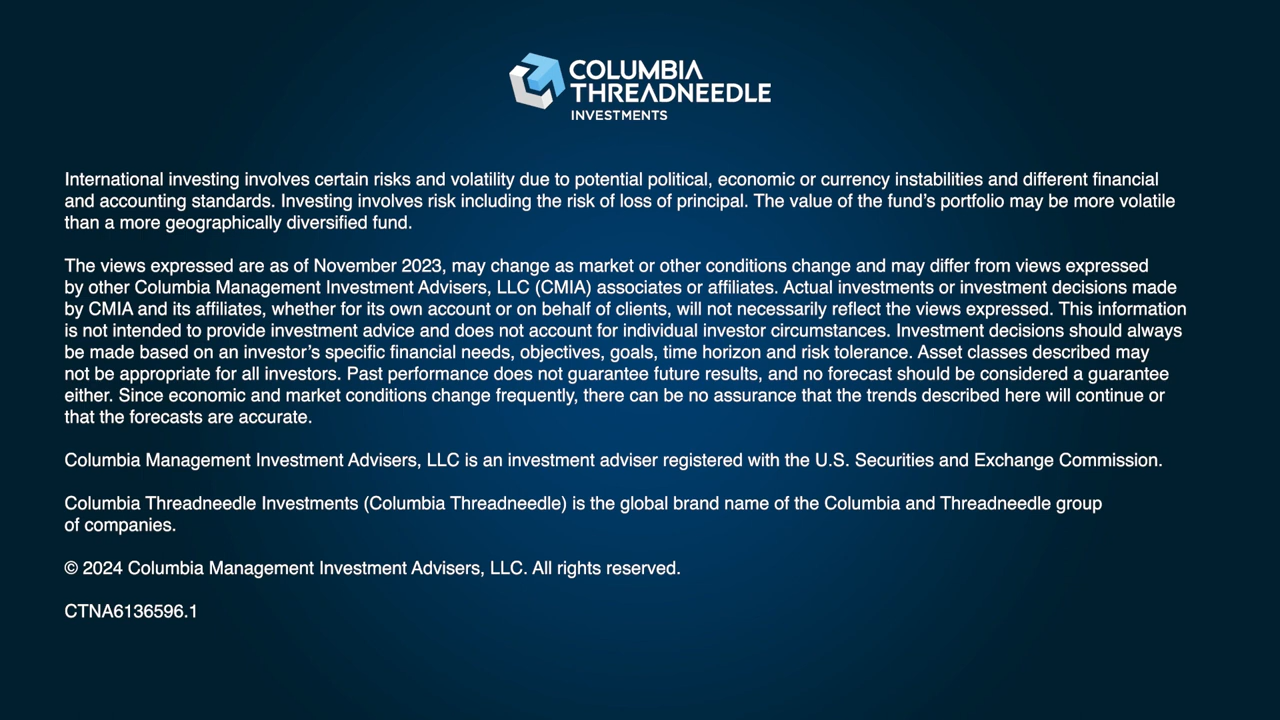 COLUMBIA
THREADNEEDLE
INVESTMENTS
International investing involves certain risks and volatility due to potential political, economic or currency instabilities and different financial
and accounting standards. Investing involves risk including the risk of loss of principal. The value of the fund’s portfolio may be more volatile
than a more geographically diversified fund.
The views expressed are as of November 2023, may change as market or other conditions change and may differ from views expressed
by other Columbia Management Investment Advisers, LLC (CMIA) associates or affiliates. Actual investments or investment decisions made
by CMIA and its affiliates, whether for its own account or on behalf of clients, will not necessarily reflect the views expressed. This information
is not intended to provide investment advice and does not account for individual investor circumstances. Investment decisions should always
be made based on an investor’s specific financial needs, objectives, goals, time horizon and risk tolerance. Asset classes described may
not be appropriate for all investors. Past performance does not guarantee future results, and no forecast should be considered a guarantee
either. Since economic and market conditions change frequently, there can be no assurance that the trends described here will continue or
that the forecasts are accurate.
Columbia Management Investment Advisers, LLC is an investment adviser registered with the U.S. Securities and Exchange Commission.
Columbia Threadneedle Investments (Columbia Threadneedle) is the global brand name of the Columbia and Threadneedle group
of companies.
© 2024 Columbia Management Investment Advisers, LLC. All rights reserved.
CTNA6136596.1